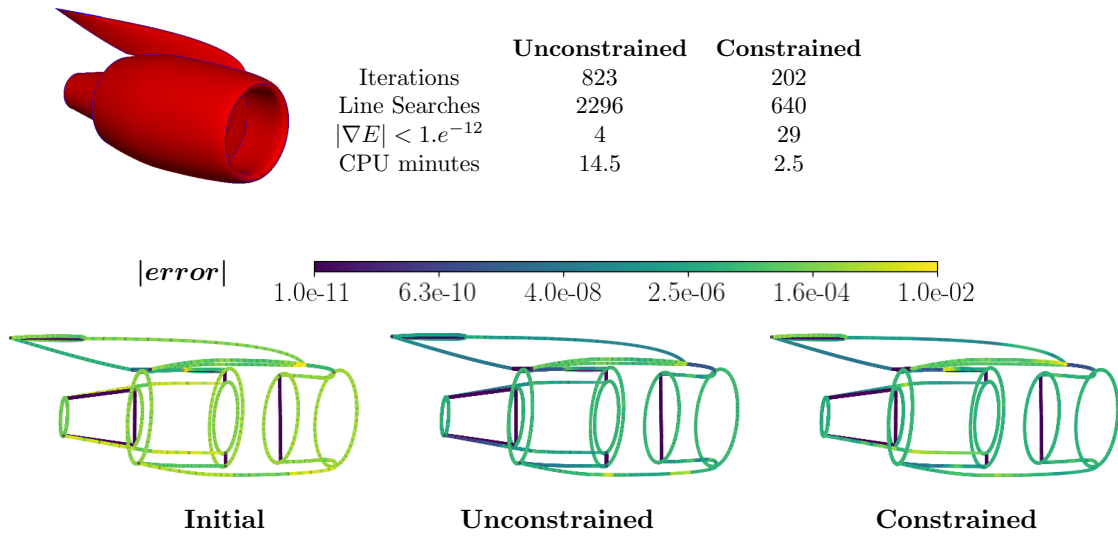 Unconstrained Constrained
Iterations 823 202
Line Searches 2296 640
|∇E| < 1.e⁻¹² 4 29
CPU minutes 14.5 2.5
|error|
1.0e-11 6.3e-10 4.0e-08 2.5e-06 1.6e-04 1.0e-02
Initial Unconstrained Constrained